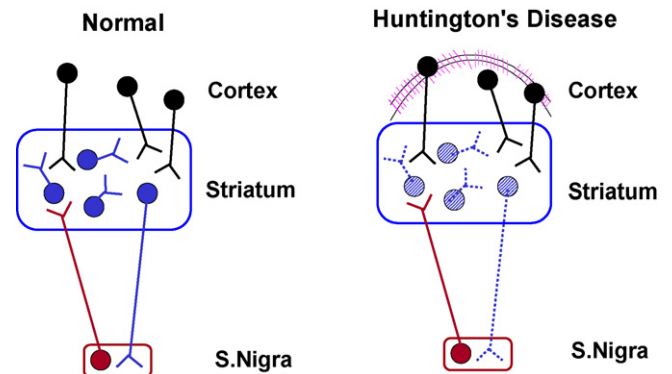 Normal
Huntington's Disease
Cortex
Cortex
Striatum
Striatum
S.Nigra
S.Nigra